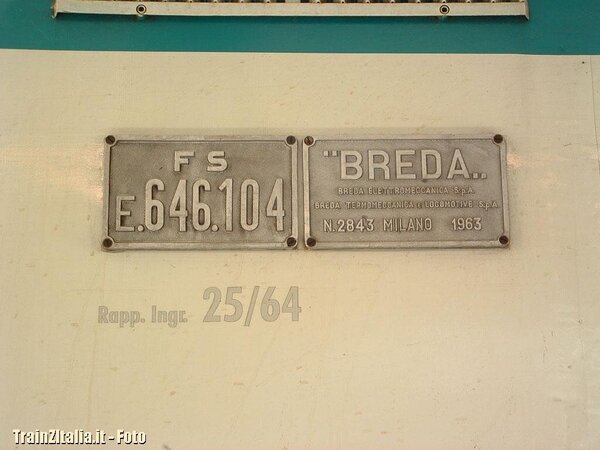 FS
E.646.104
"BREDA„
BREDA ELETTROMECCANICA S.p.A.
BREDA TERMOMECCANICA E LOCOMOTIVE S.p.A.
N.2843 MILANO 1963
Rapp. Ingr. 25/64
TrainZItalia.it - Foto